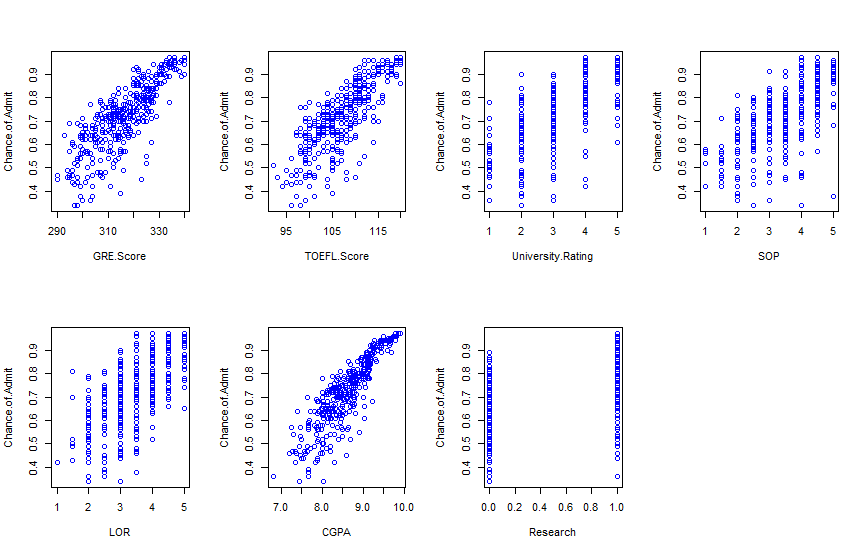 Chance.of.Admit
0.4 0.5 0.6 0.7 0.8 0.9
290 310 330
GRE.Score
Chance.of.Admit
0.4 0.5 0.6 0.7 0.8 0.9
95 105 115
TOEFL.Score
Chance.of.Admit
0.4 0.5 0.6 0.7 0.8 0.9
1 2 3 4 5
University.Rating
Chance.of.Admit
0.4 0.5 0.6 0.7 0.8 0.9
1 2 3 4 5
SOP
Chance.of.Admit
0.4 0.5 0.6 0.7 0.8 0.9
1 2 3 4 5
LOR
Chance.of.Admit
0.4 0.5 0.6 0.7 0.8 0.9
7.0 8.0 9.0 10.0
CGPA
Chance.of.Admit
0.4 0.5 0.6 0.7 0.8 0.9
0.0 0.2 0.4 0.6 0.8 1.0
Research